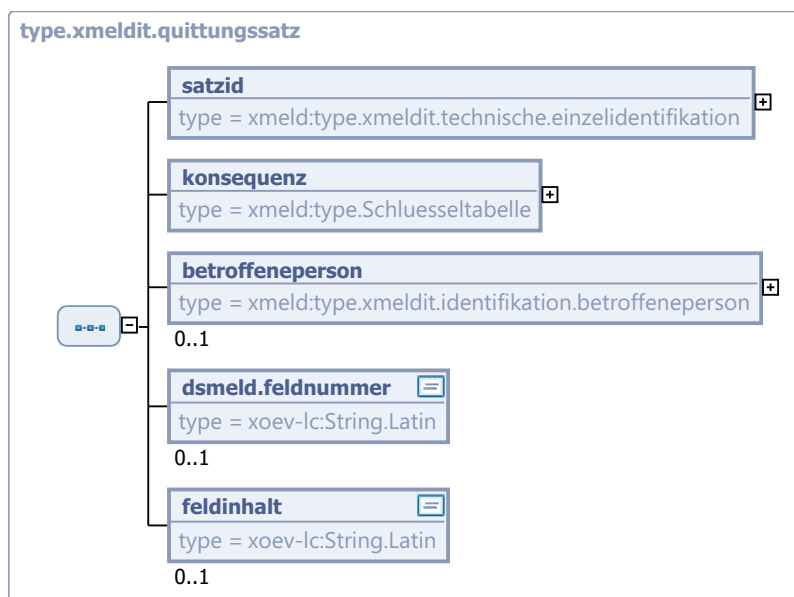 type.xmeldit.quittungssatz
satzid
type = xmeld:type.xmeldit.technische.einzelidentifikation
konsequenz
type = xmeld:type.Schluesseltabelle
betroffeneperson
type = xmeld:type.xmeldit.identifikation.betroffeneperson
0..1
dsmeld.feldnummer
type = xoev-lc:String.Latin
0..1
feldinhalt
type = xoev-lc:String.Latin
0..1